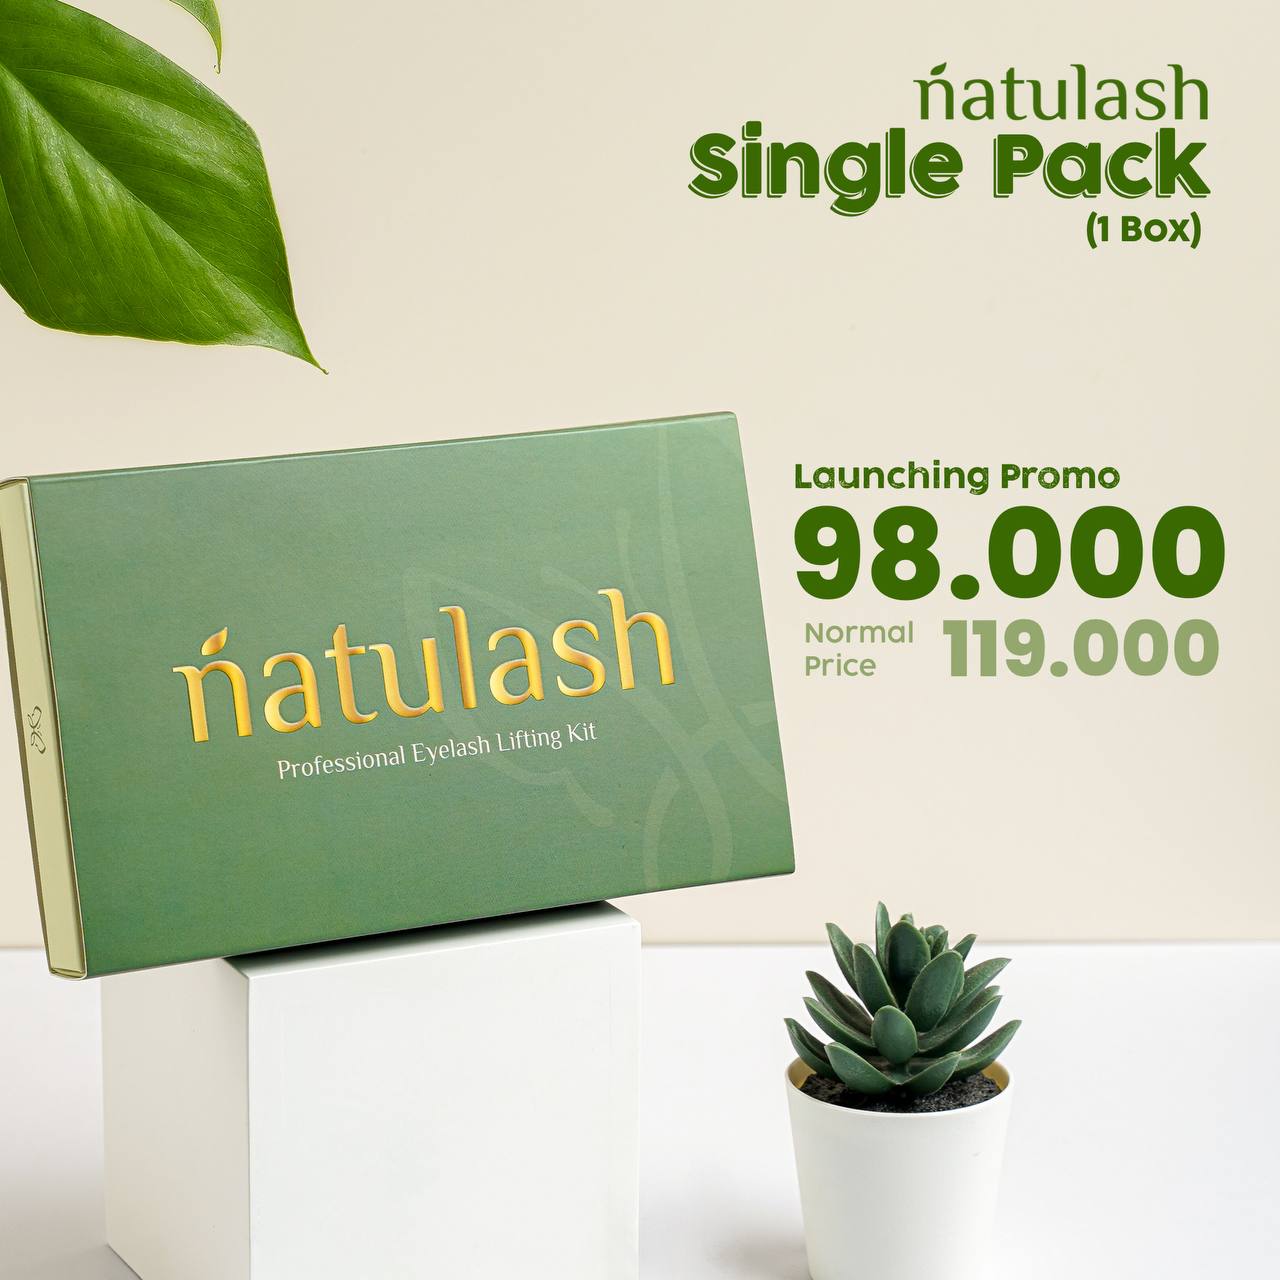 ńatulash
Single Pack
(1 Box)
Launching Promo
98.000
Normal
Price
119.000
ńatulash
Professional Eyelash Lifting Kit